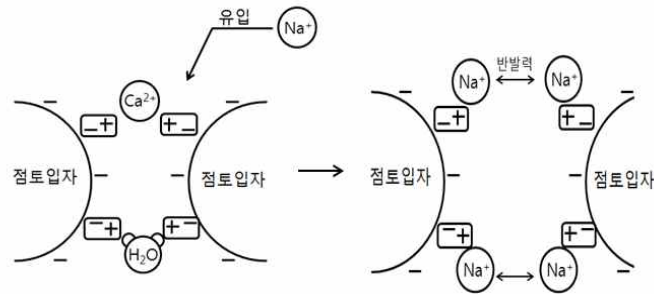 유입
Na⁺
Ca²⁺
− − +
+ − −
점토입자 − − 점토입자
− +
+ −
H₂O
− −
Na⁺ 반발력 Na⁺
− − + + − −
점토입자 − − 점토입자
− + + −
− Na⁺ Na⁺ −